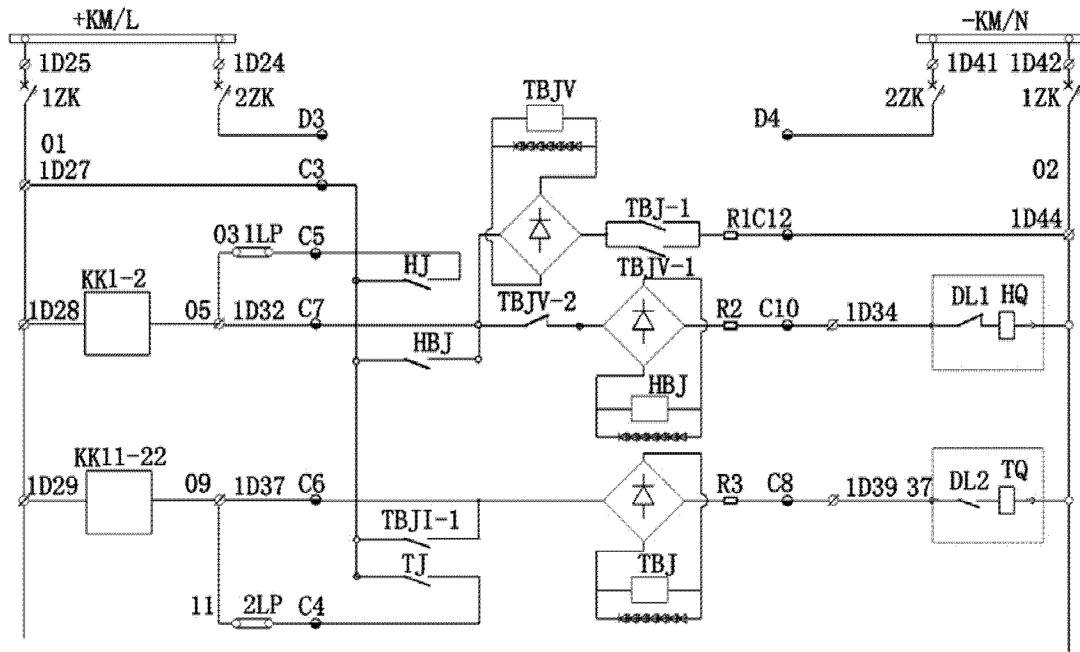 +KM/L -KM/N
1D25 1D24 1D41 1D42
1ZK 2ZK TBJV 2ZK 1ZK
D3 D4
01 02
1D27 C3 TBJ-1 R1C12 1D44
03 1LP C5 HJ TBJV-1
KK1-2 TBJV-2 DL1 HQ
1D28 05 1D32 C7 R2 C10 1D34
HBJ
HBJ
KK11-22
1D29 09 1D37 C6 R3 C8 1D39 37 DL2 TQ
TBJI-1
TJ TBJ
11 2LP C4